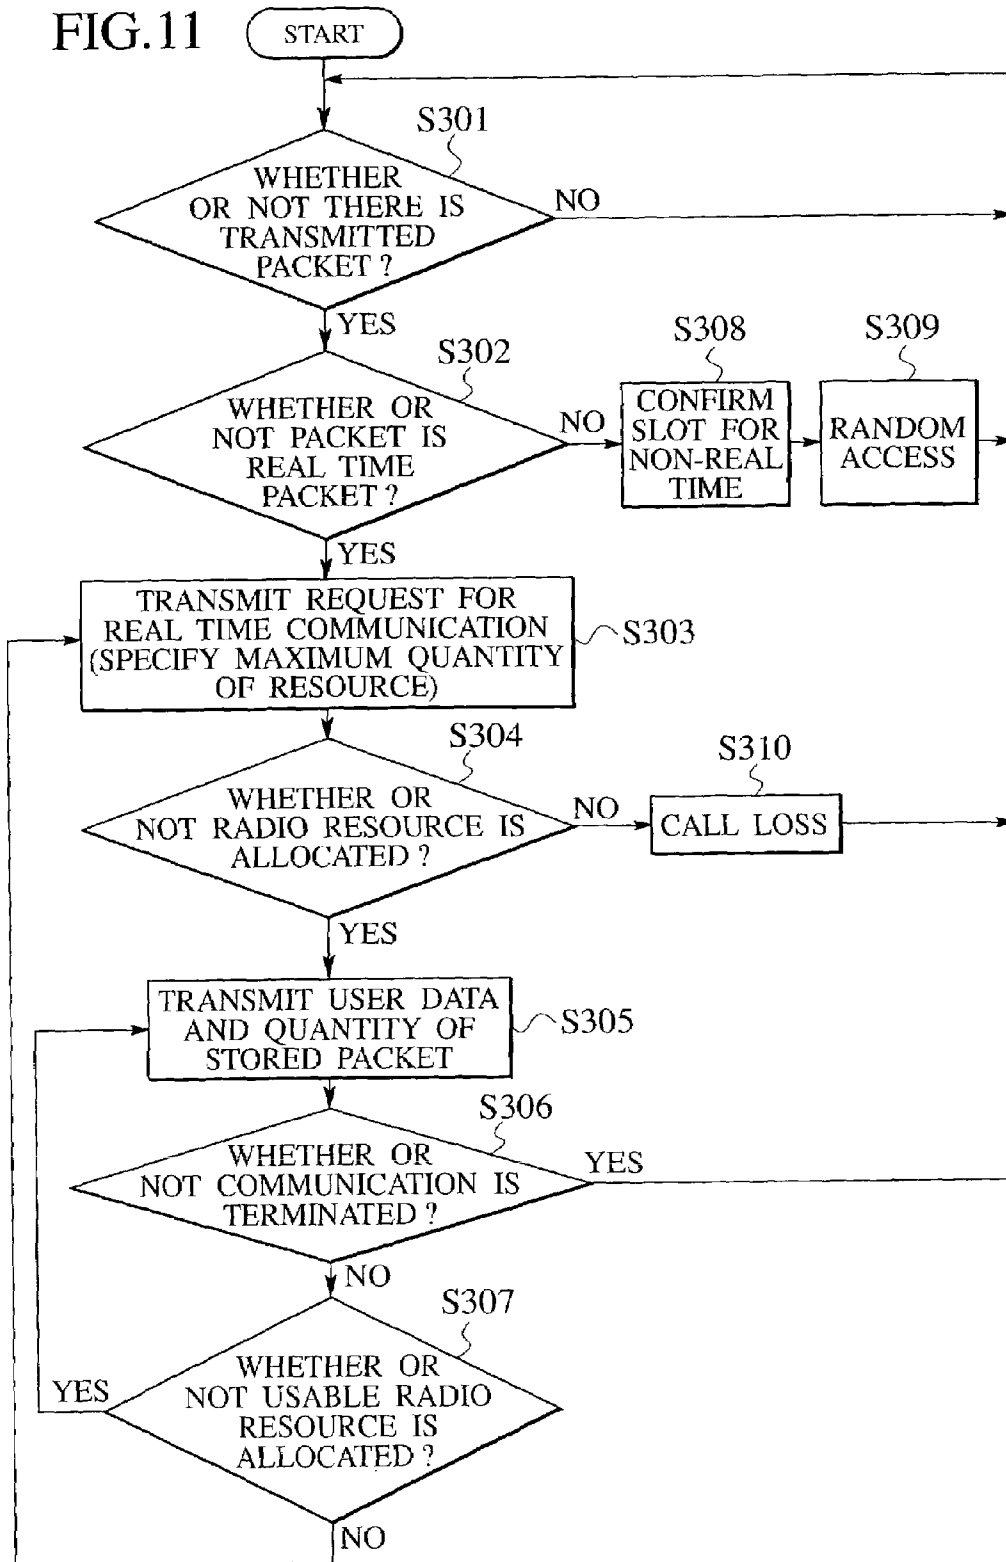 FIG.11
START
S301
WHETHER
OR NOT THERE IS
TRANSMITTED
PACKET ?
NO
YES
S302
WHETHER OR
NOT PACKET IS
REAL TIME
PACKET ?
NO
S308
CONFIRM
SLOT FOR
NON-REAL
TIME
S309
RANDOM
ACCESS
YES
TRANSMIT REQUEST FOR
REAL TIME COMMUNICATION
(SPECIFY MAXIMUM QUANTITY
OF RESOURCE)
S303
S304
WHETHER OR
NOT RADIO RESOURCE IS
ALLOCATED ?
NO
S310
CALL LOSS
YES
TRANSMIT USER DATA
AND QUANTITY OF
STORED PACKET
S305
S306
WHETHER OR
NOT COMMUNICATION IS
TERMINATED ?
YES
NO
S307
WHETHER OR
NOT USABLE RADIO
RESOURCE IS
ALLOCATED ?
YES
NO